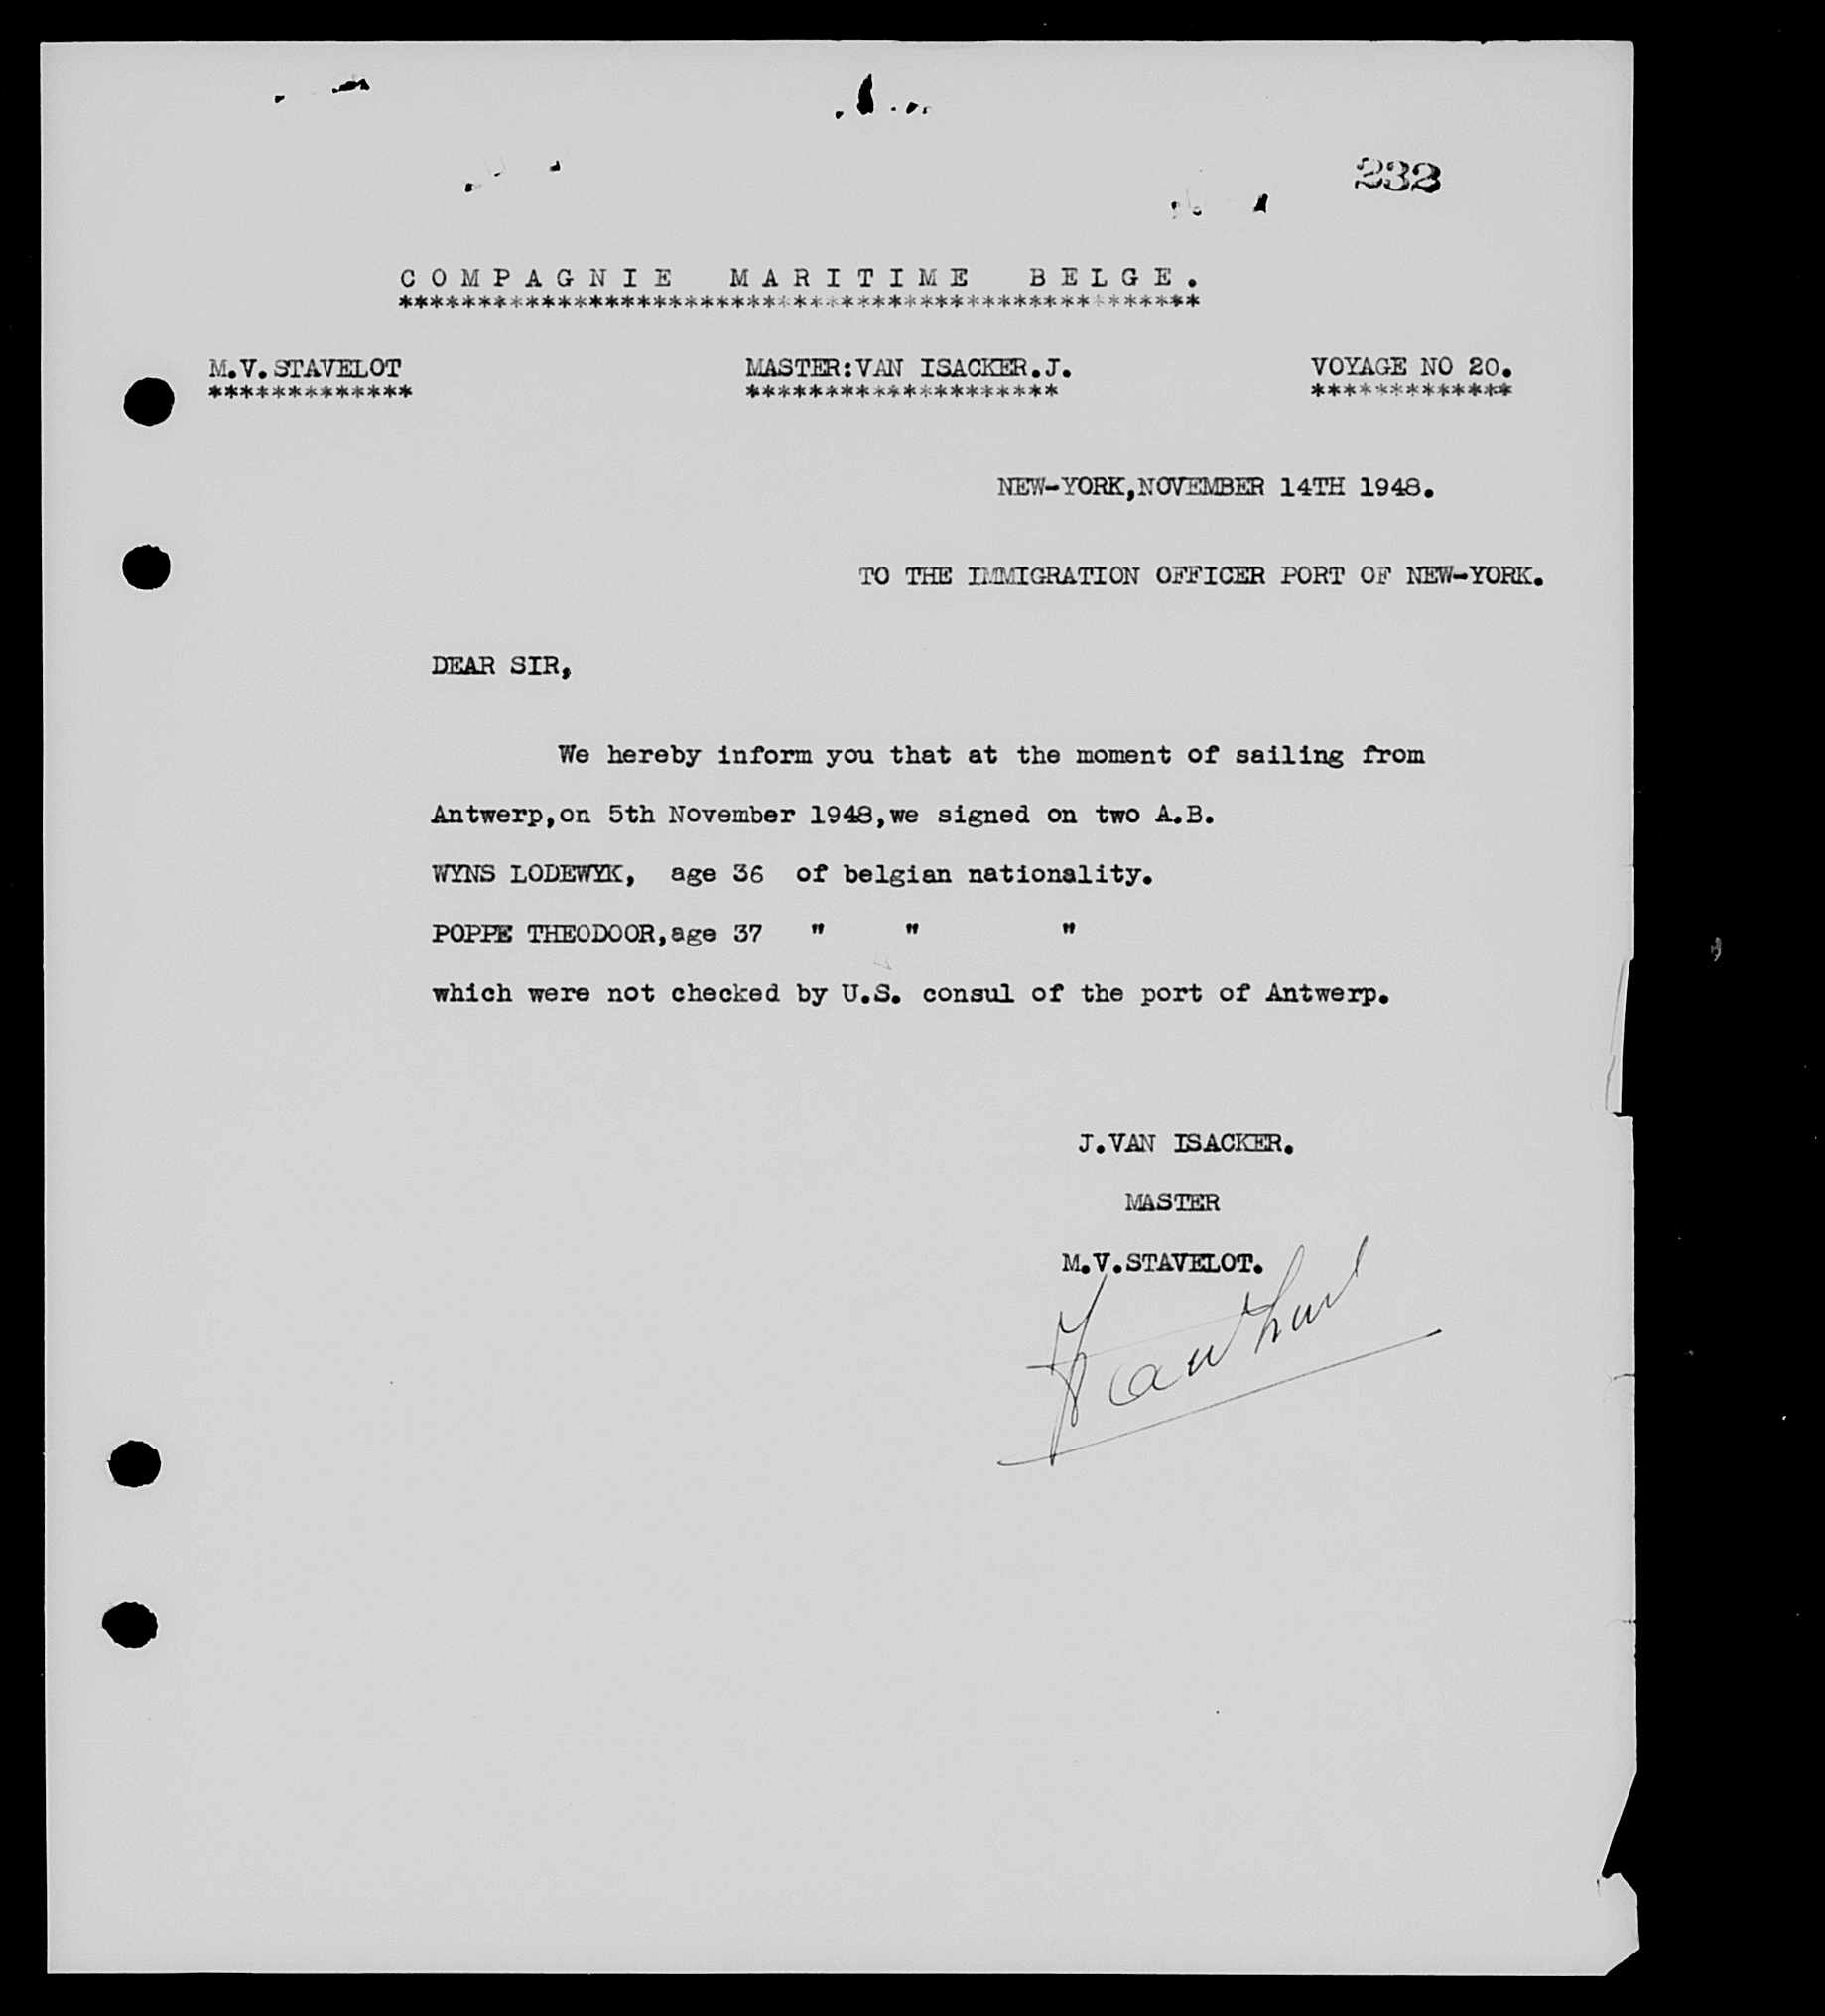 232
COMPAGNIE MARITIME BELGE.
***************************************************
M.V.STAVELOT MASTER:VAN ISACKER.J. VOYAGE NO 20.
************* ******************** *************
NEW-YORK,NOVEMBER 14TH 1948.
TO THE IMMIGRATION OFFICER PORT OF NEW-YORK.
DEAR SIR,
We hereby inform you that at the moment of sailing from
Antwerp,on 5th November 1948,we signed on two A.B.
WYNS LODEWYK, age 36 of belgian nationality.
POPPE THEODOOR,age 37 " " "
which were not checked by U.S. consul of the port of Antwerp.
J.VAN ISACKER.
MASTER
M.V.STAVELOT.